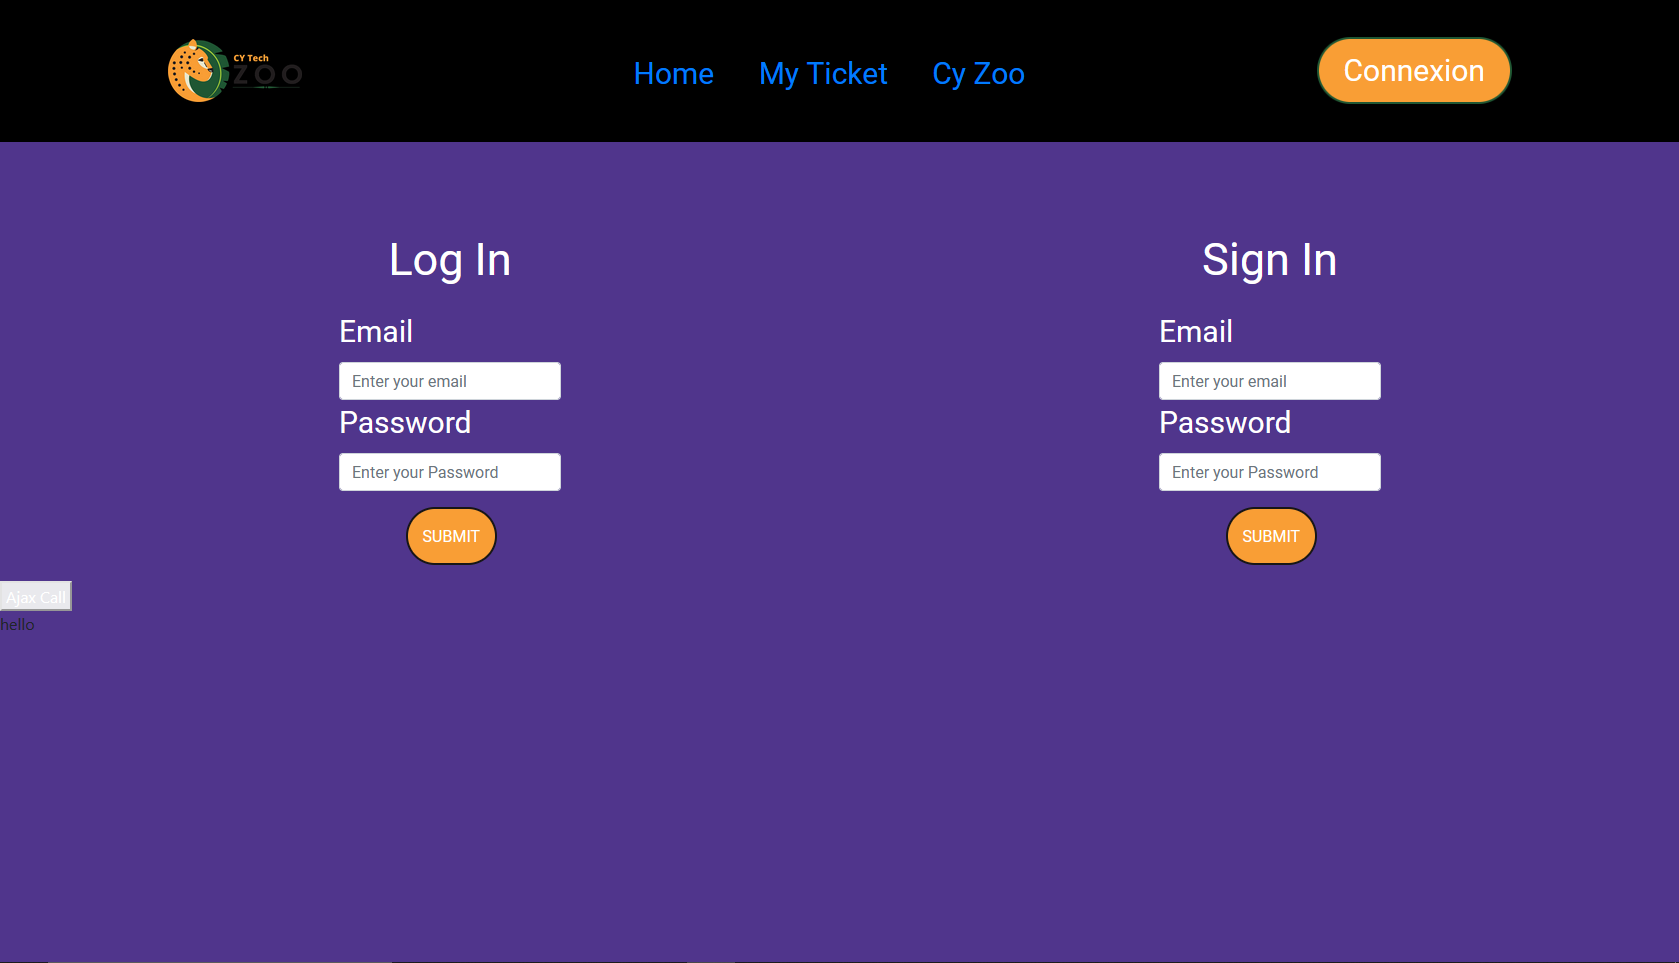 CY Tech
ZOO
Home My Ticket Cy Zoo
Connexion
Log In
Email
Enter your email
Password
Enter your Password
SUBMIT
Sign In
Email
Enter your email
Password
Enter your Password
SUBMIT
Ajax Call
hello